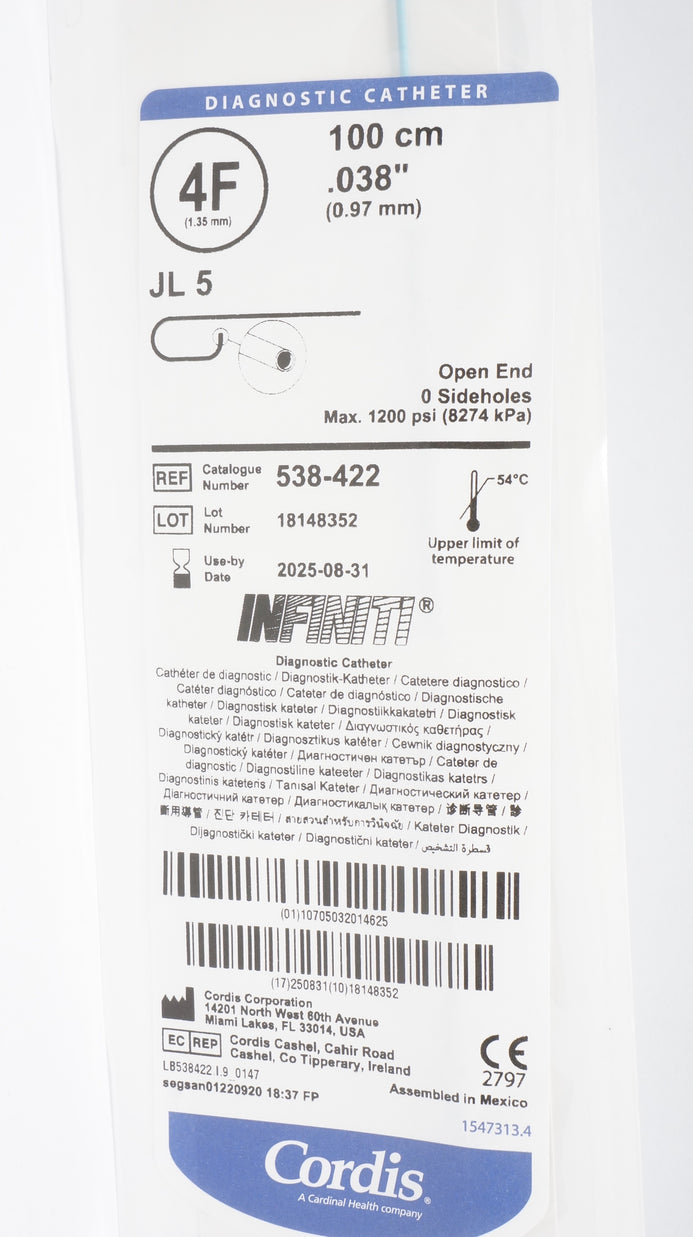 DIAGNOSTIC CATHETER
4F
(1.35 mm)
100 cm
.038"
(0.97 mm)
JL 5
Open End
0 Sideholes
Max. 1200 psi (8274 kPa)
REF Catalogue Number 538-422
54°C
LOT Lot Number 18148352
Upper limit of
temperature
Use-by Date 2025-08-31
INFINITI®
Diagnostic Catheter
Cathéter de diagnostic / Diagnostik-Katheter / Catetere diagnostico /
Catéter diagnóstico / Cateter de diagnóstico / Diagnostische
katheter / Diagnostisk kateter / Diagnostiikkakatetri / Diagnostisk
kateter / Diagnostisk kateter / Διαγνωστικός καθετήρας /
Diagnostický katétr / Diagnosztikus katéter / Cewnik diagnostyczny /
Diagnostický katéter / Диагностичен катетър / Cateter de
diagnostic / Diagnostiline kateeter / Diagnostikas katetrs /
Diagnostinis kateteris / Tanısal Kateter / Диагностический катетер /
Діагностичний катетер / Диагностикалық катетер / 诊断导管 / 診
斷用導管 / 진단 카테터 / สายสวนสำหรับการวินิจฉัย / Kateter Diagnostik /
Dijagnostički kateter / Diagnostični kateter / قسطرة التشخيص
(01)10705032014625
(17)250831(10)18148352
Cordis Corporation
14201 North West 60th Avenue
Miami Lakes, FL 33014, USA
EC REP Cordis Cashel, Cahir Road
Cashel, Co Tipperary, Ireland
CE
2797
LB538422 I.9_0147
segsan01220920 18:37 FP
Assembled in Mexico
1547313.4
Cordis®
A Cardinal Health company